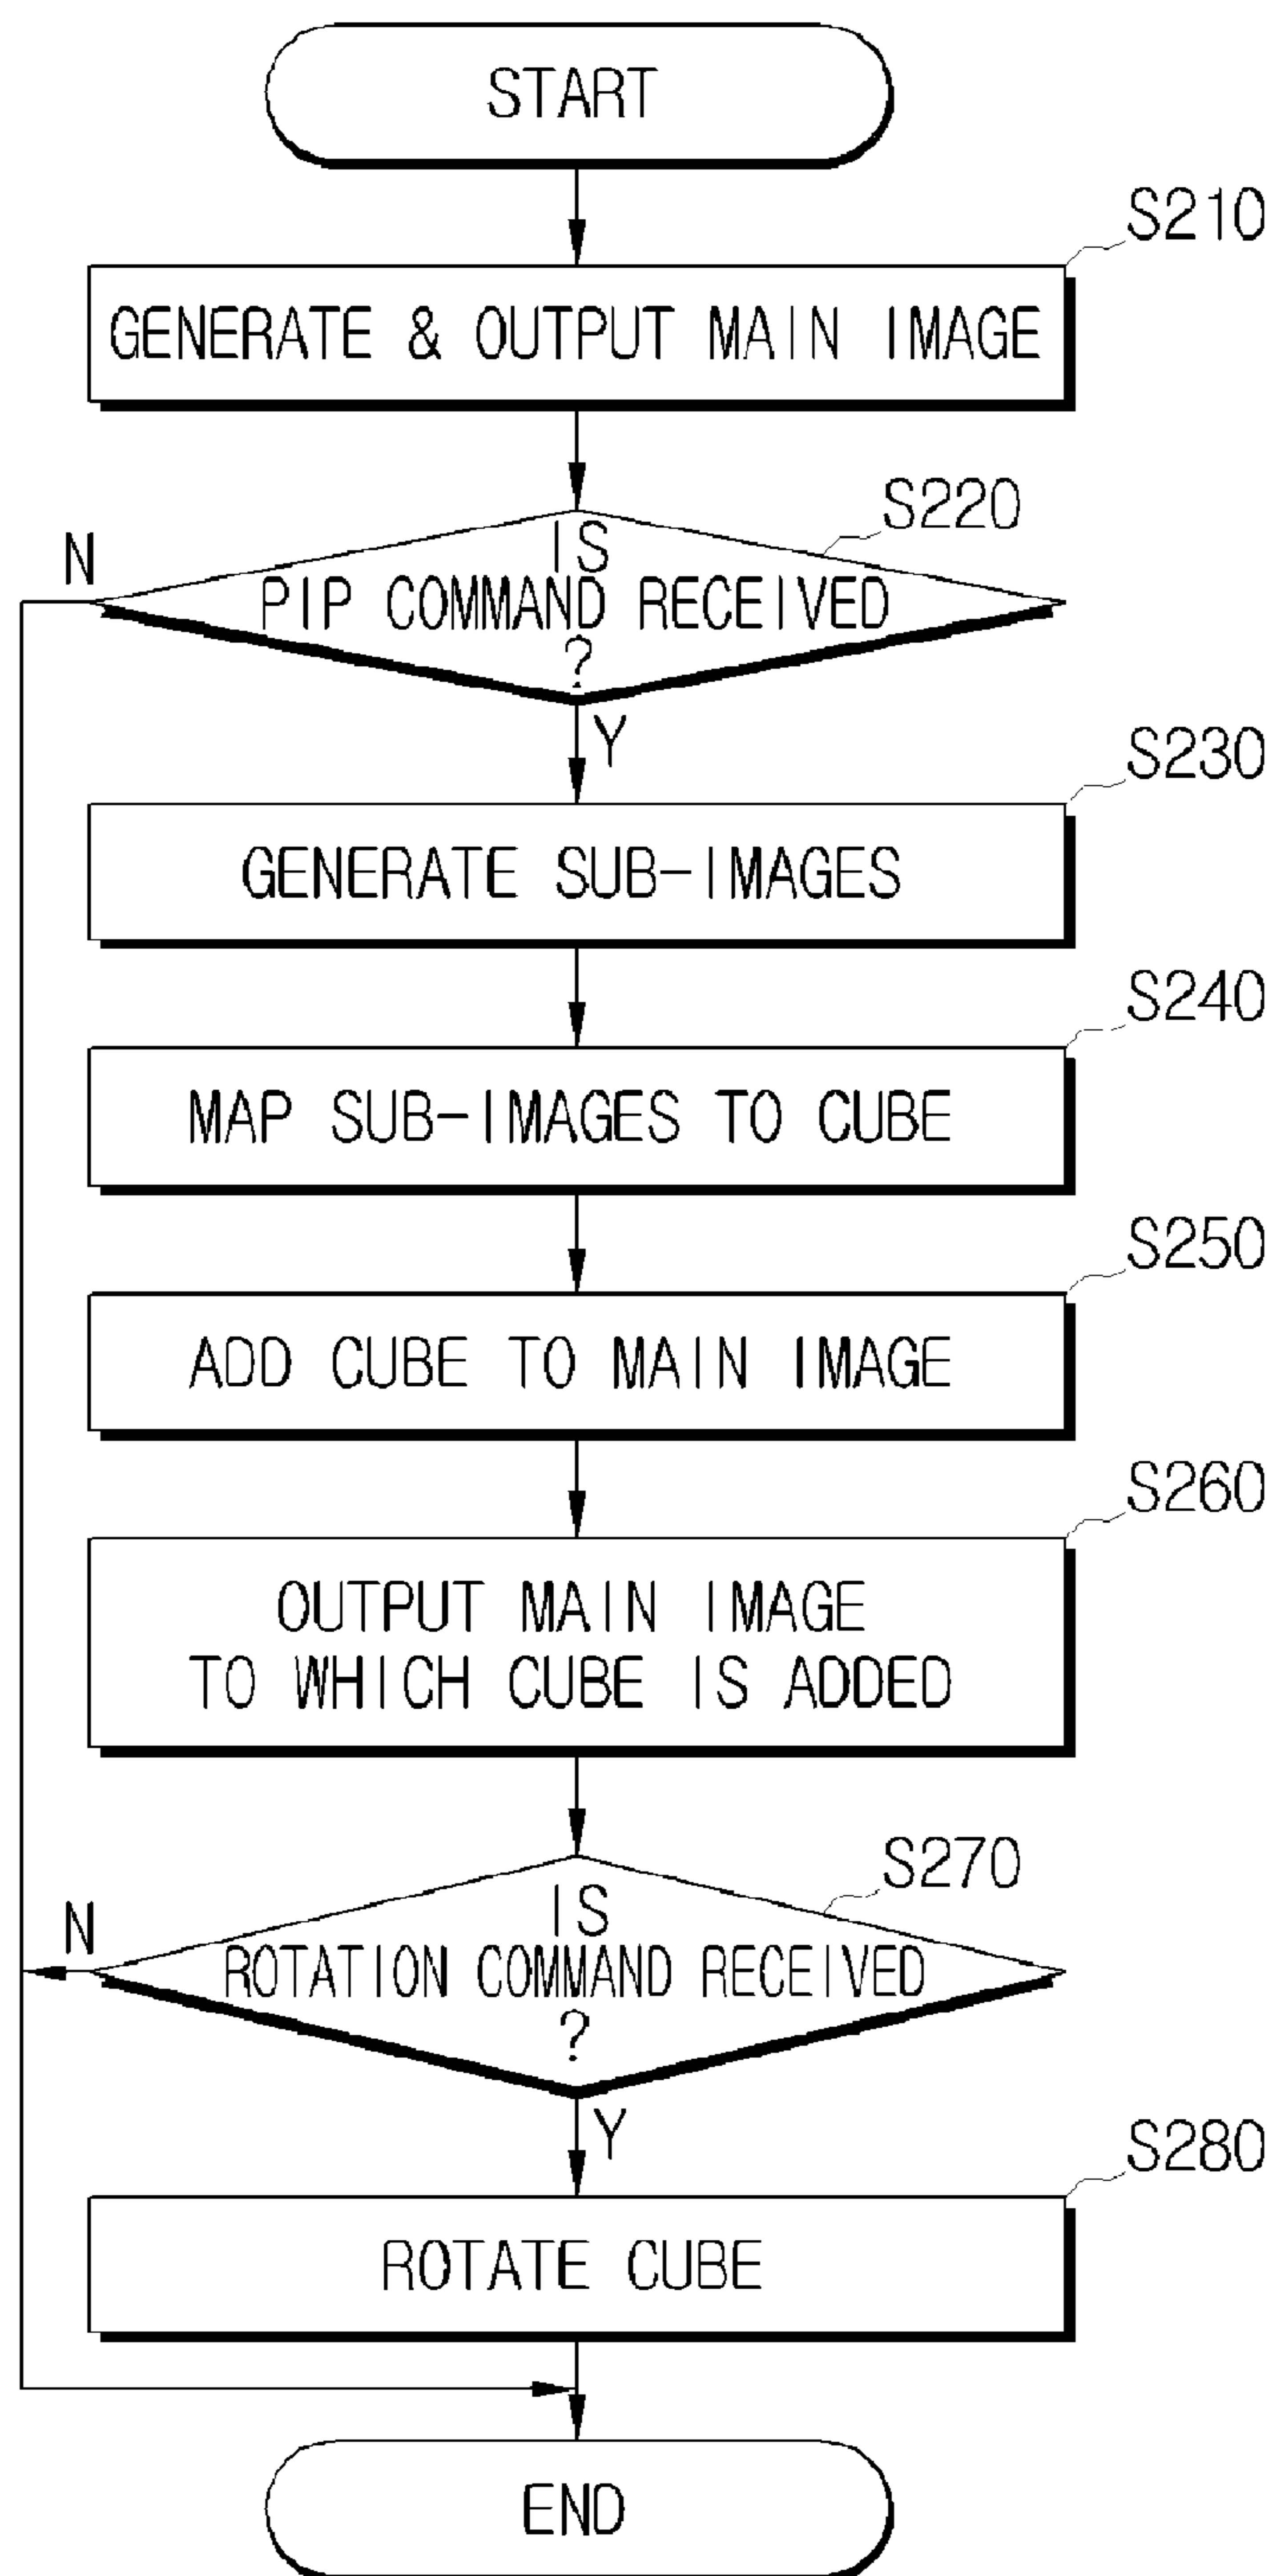 START
S210
GENERATE & OUTPUT MAIN IMAGE
S220
N
IS
PIP COMMAND RECEIVED
?
Y
S230
GENERATE SUB-IMAGES
S240
MAP SUB-IMAGES TO CUBE
S250
ADD CUBE TO MAIN IMAGE
S260
OUTPUT MAIN IMAGE
TO WHICH CUBE IS ADDED
S270
N
IS
ROTATION COMMAND RECEIVED
?
Y
S280
ROTATE CUBE
END